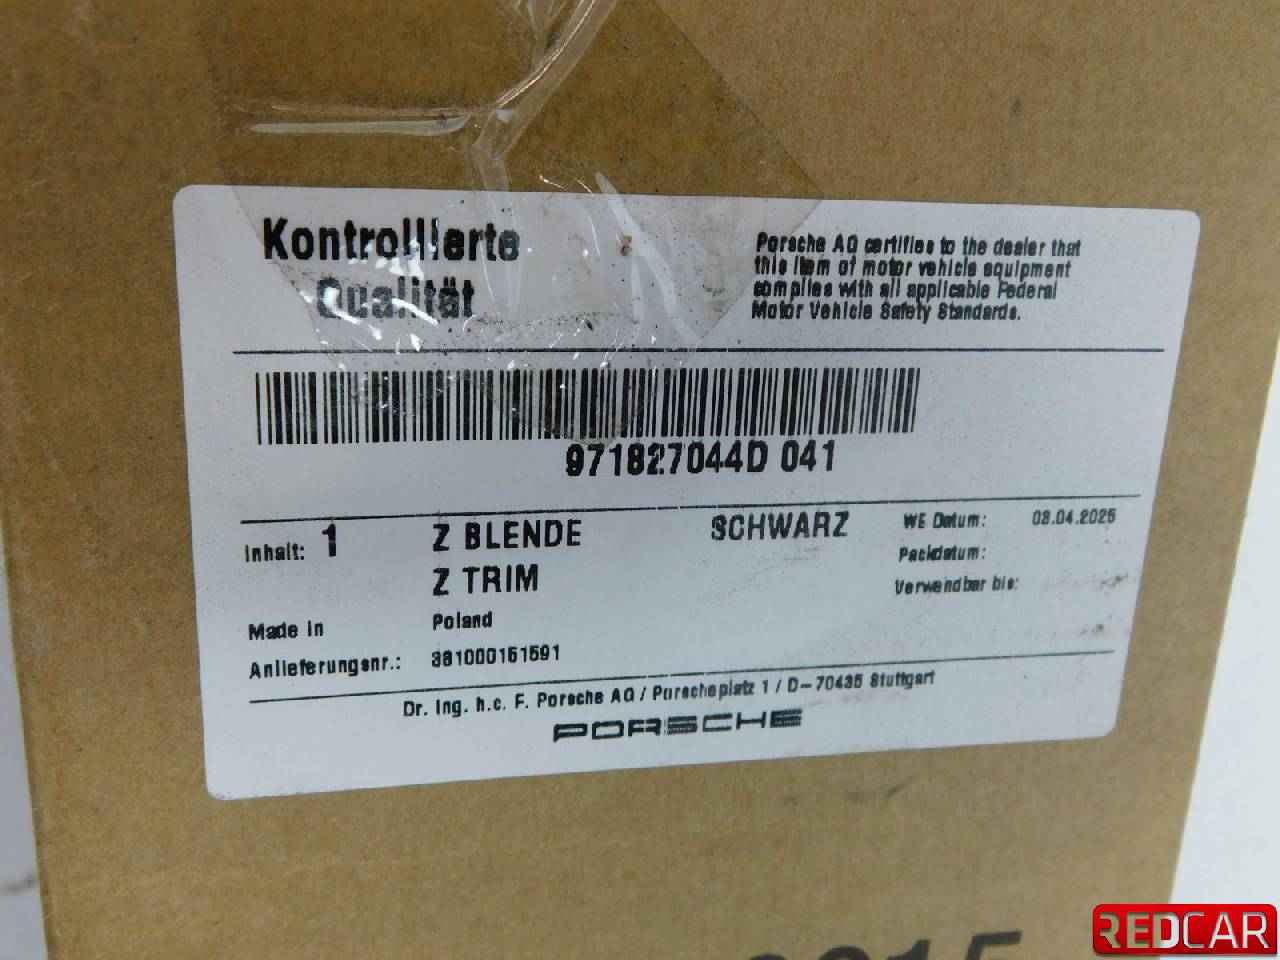 Kontrollierte
Qualität
Porsche AG certifies to the dealer that
this item of motor vehicle equipment
complies with all applicable Federal
Motor Vehicle Safety Standards.
971827044D 041
Inhalt: 1 Z BLENDE SCHWARZ
Z TRIM
WE Datum: 03.04.2025
Packdatum:
Verwendbar bis:
Made in Poland
Anlieferungsnr.: 381000151591
Dr. Ing. h.c. F. Porsche AG / Porscheplatz 1 / D-70435 Stuttgart
PORSCHE
REDCAR